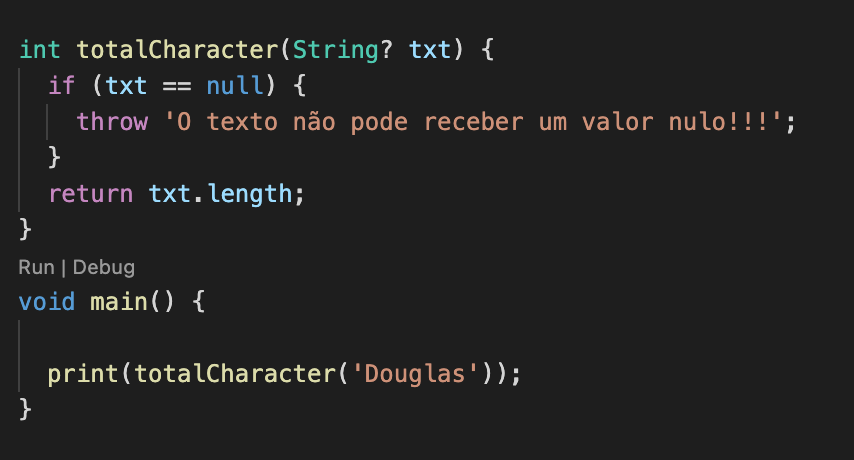 int totalCharacter(String? txt) {
  if (txt == null) {
    throw 'O texto não pode receber um valor nulo!!!';
  }
  return txt.length;
}
Run | Debug
void main() {
  print(totalCharacter('Douglas'));
}